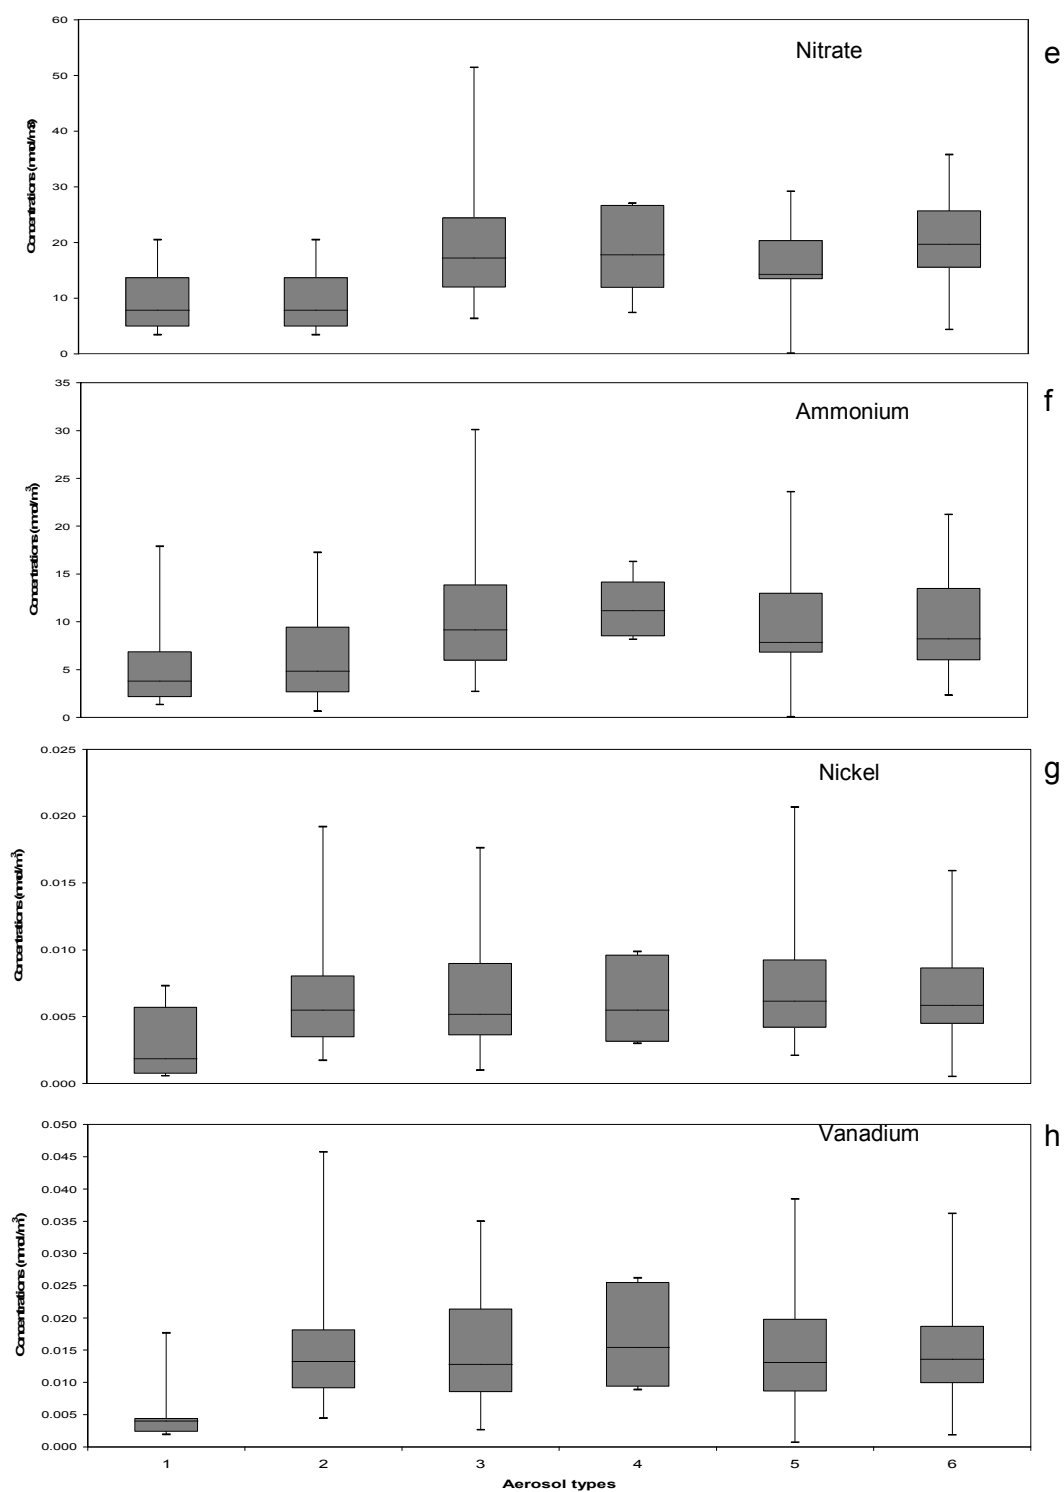 e
Nitrate
Concentrations (nmol/m3)
60
50
40
30
20
10
0
f
Ammonium
Concentrations (nmol/m³)
35
30
25
20
15
10
5
0
g
Nickel
Concentrations (nmol/m³)
0.025
0.020
0.015
0.010
0.005
0.000
h
Vanadium
Concentrations (nmol/m³)
0.050
0.045
0.040
0.035
0.030
0.025
0.020
0.015
0.010
0.005
0.000
1 2 3 4 5 6
Aerosol types